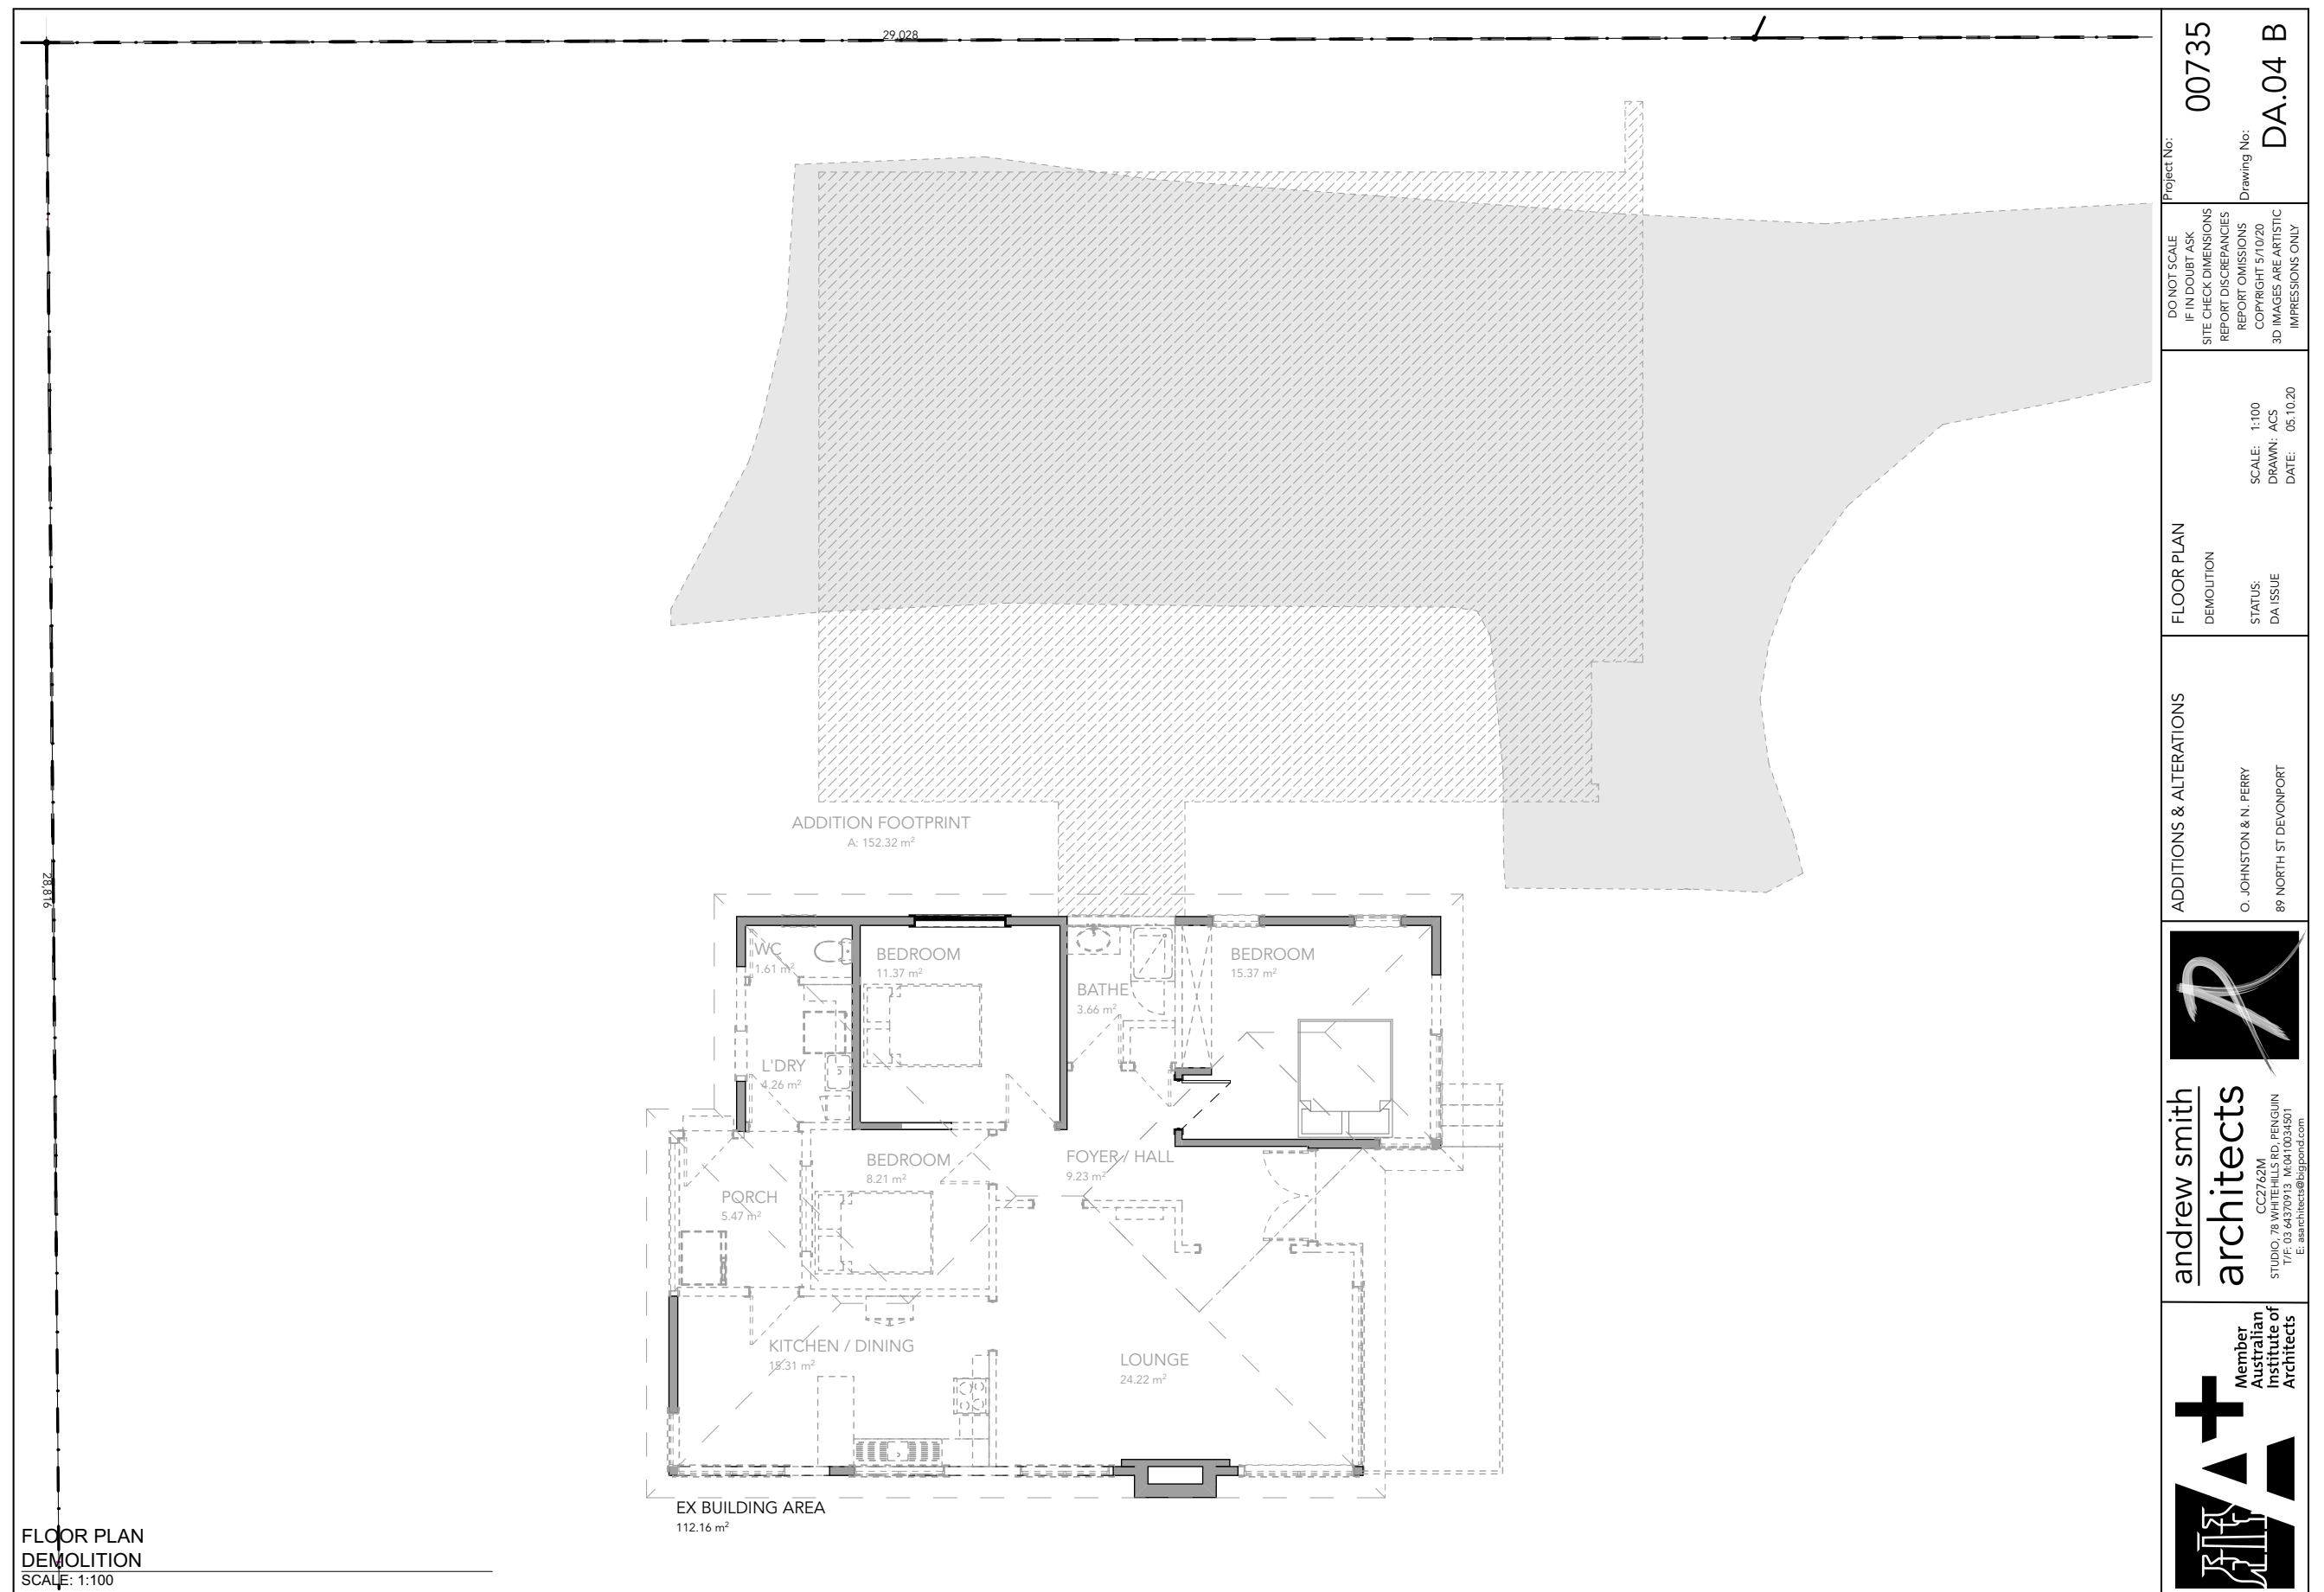 29,028
28,816
ADDITION FOOTPRINT
A: 152.32 m²
WC
1.61 m²
BEDROOM
11.37 m²
BATHE
3.66 m²
BEDROOM
15.37 m²
L'DRY
4.26 m²
BEDROOM
8.21 m²
FOYER / HALL
9.23 m²
PORCH
5.47 m²
KITCHEN / DINING
15.31 m²
LOUNGE
24.22 m²
EX BUILDING AREA
112.16 m²
FLOOR PLAN
DEMOLITION
SCALE: 1:100
Project No:
00735
Drawing No:
DA.04 B
DO NOT SCALE
IF IN DOUBT ASK
SITE CHECK DIMENSIONS
REPORT DISCREPANCIES
REPORT OMISSIONS
COPYRIGHT 5/10/20
3D IMAGES ARE ARTISTIC
IMPRESSIONS ONLY
FLOOR PLAN
DEMOLITION
STATUS:
DA ISSUE
SCALE: 1:100
DRAWN: ACS
DATE: 05.10.20
ADDITIONS & ALTERATIONS
O. JOHNSTON & N. PERRY
89 NORTH ST DEVONPORT
andrew smith
architects
CC2762M
STUDIO, 78 WHITEHILLS RD, PENGUIN
T/F: 03 64370913 M:0410034501
E: asarchitects@bigpond.com
A+
Member
Australian
Institute of
Architects